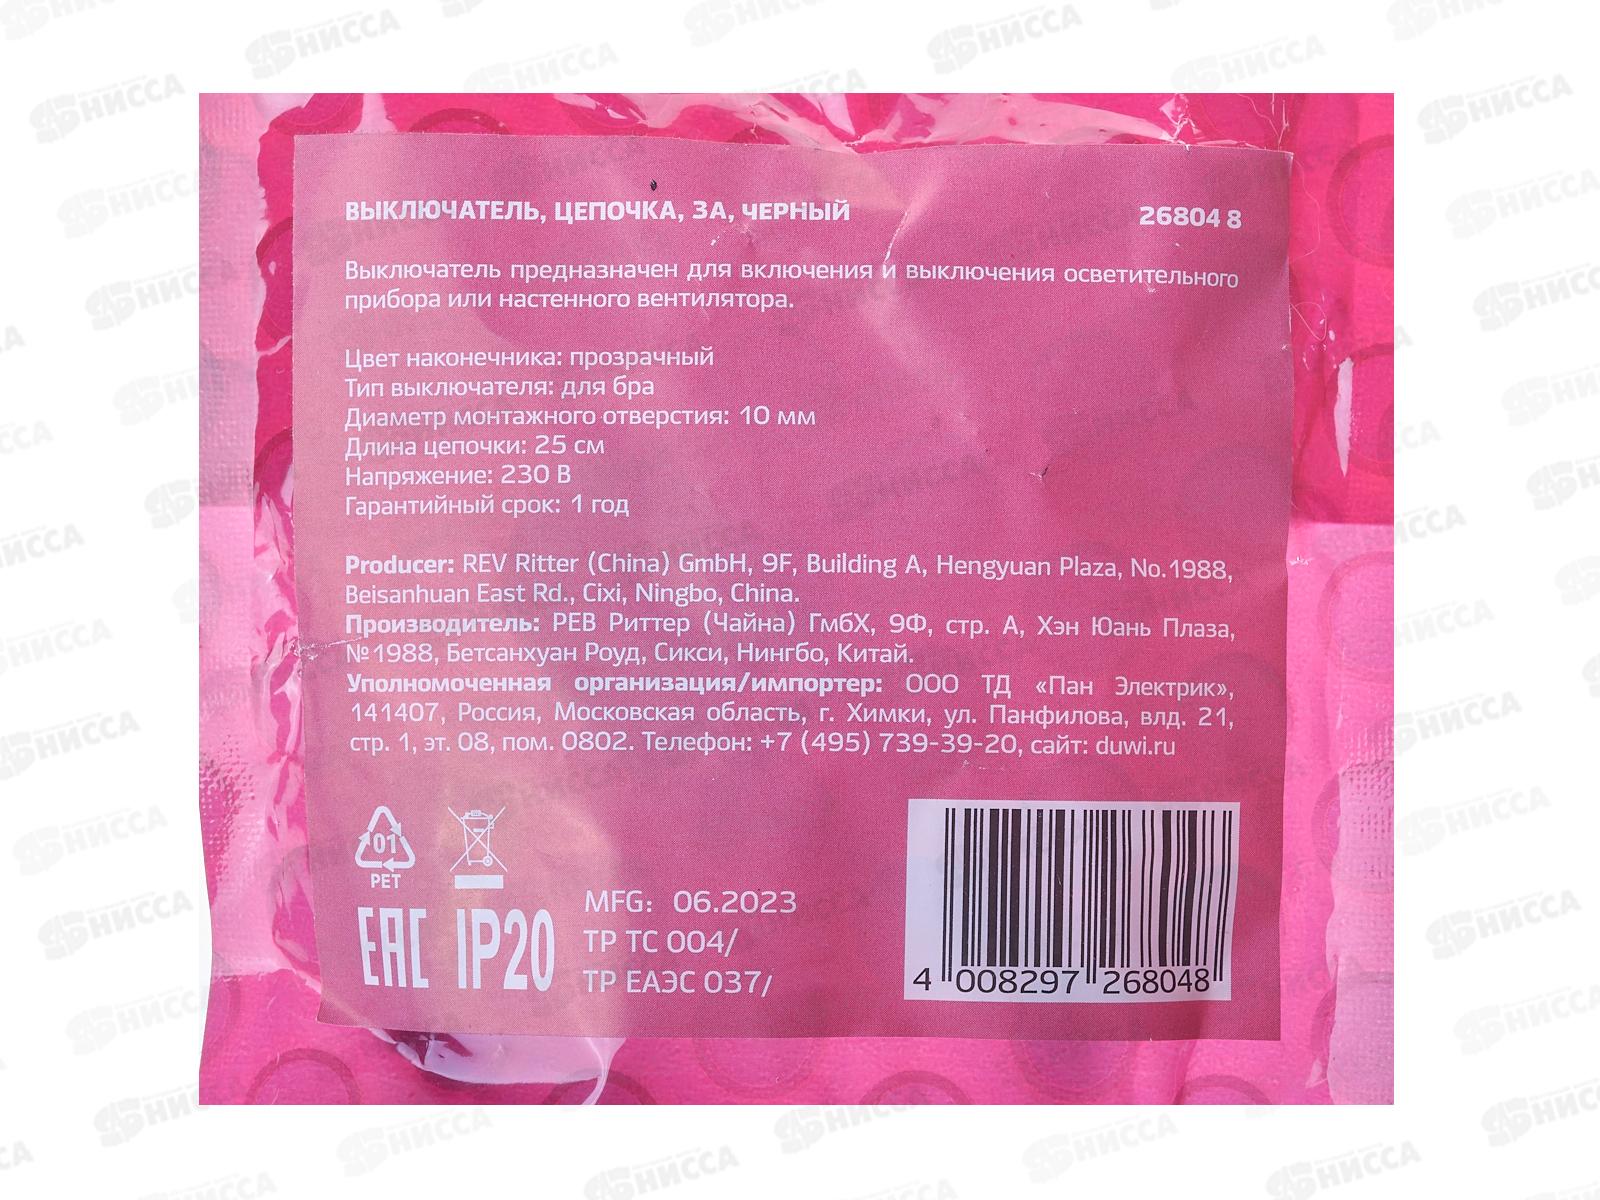 ВЫКЛЮЧАТЕЛЬ, ЦЕПОЧКА, 3А, ЧЕРНЫЙ 26804 8
Выключатель предназначен для включения и выключения осветительного
прибора или настенного вентилятора.
Цвет наконечника: прозрачный
Тип выключателя: для бра
Диаметр монтажного отверстия: 10 мм
Длина цепочки: 25 см
Напряжение: 230 В
Гарантийный срок: 1 год
Producer: REV Ritter (China) GmbH, 9F, Building A, Hengyuan Plaza, No.1988,
Beisanhuan East Rd., Cixi, Ningbo, China.
Производитель: РЕВ Риттер (Чайна) ГмбХ, 9Ф, стр. А, Хэн Юань Плаза,
№1988, Бетсанхуан Роуд, Сикси, Нингбо, Китай.
Уполномоченная организация/импортер: ООО ТД «Пан Электрик»,
141407, Россия, Московская область, г. Химки, ул. Панфилова, влд. 21,
стр. 1, эт. 08, пом. 0802. Телефон: +7 (495) 739-39-20, сайт: duwi.ru
01
PET
EAC IP20
MFG: 06.2023
ТР ТС 004/
ТР ЕАЭС 037/
4 008297 268048
НИССА